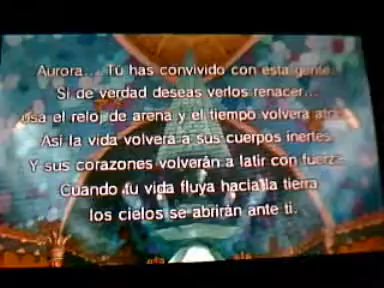 Aurora... Tú has convivido con esta gente.
Si de verdad deseas verlos renacer...
usa el reloj de arena y el tiempo volverá
Así la vida volverá a sus cuerpos inertes
Y sus corazones volverán a latir con fuerza
Cuando tu vida fluya hacia la tierra
los cielos se abrirán ante ti.